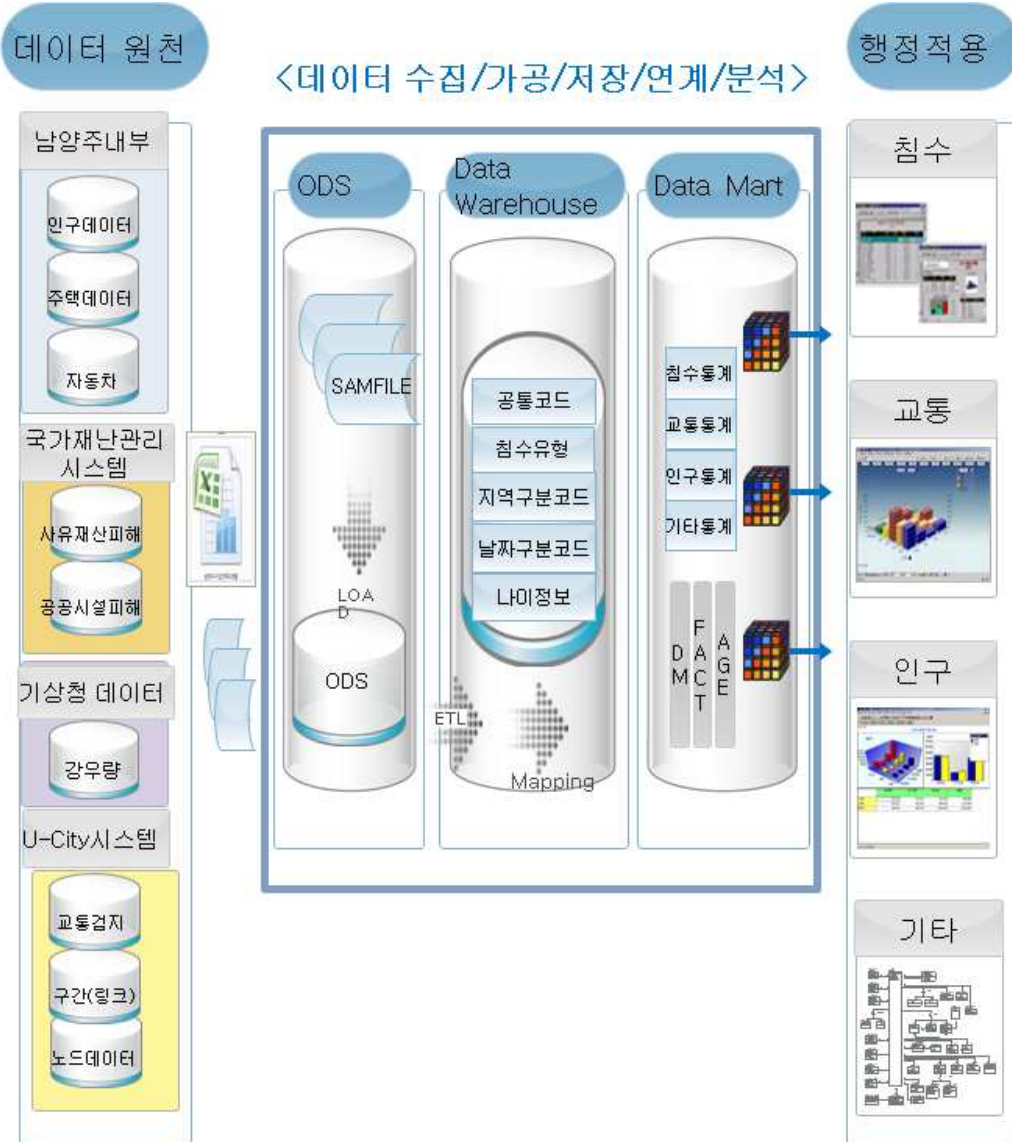 데이터 원천
<데이터 수집/가공/저장/연계/분석>
행정적용
남양주내부
인구데이터
주택데이터
자동차
국가재난관리
시스템
사유재산피해
공공시설피해
기상청 데이터
강우량
U-City시스템
교통검지
구간(링크)
노드데이터
ODS
SAMFILE
LOA
D
ODS
Data
Warehouse
공통코드
침수유형
지역구분코드
날짜구분코드
나이정보
ETL
Mapping
Data Mart
침수통계
교통통계
인구통계
기타통계
DM
FACT
AGE
침수
교통
인구
기타